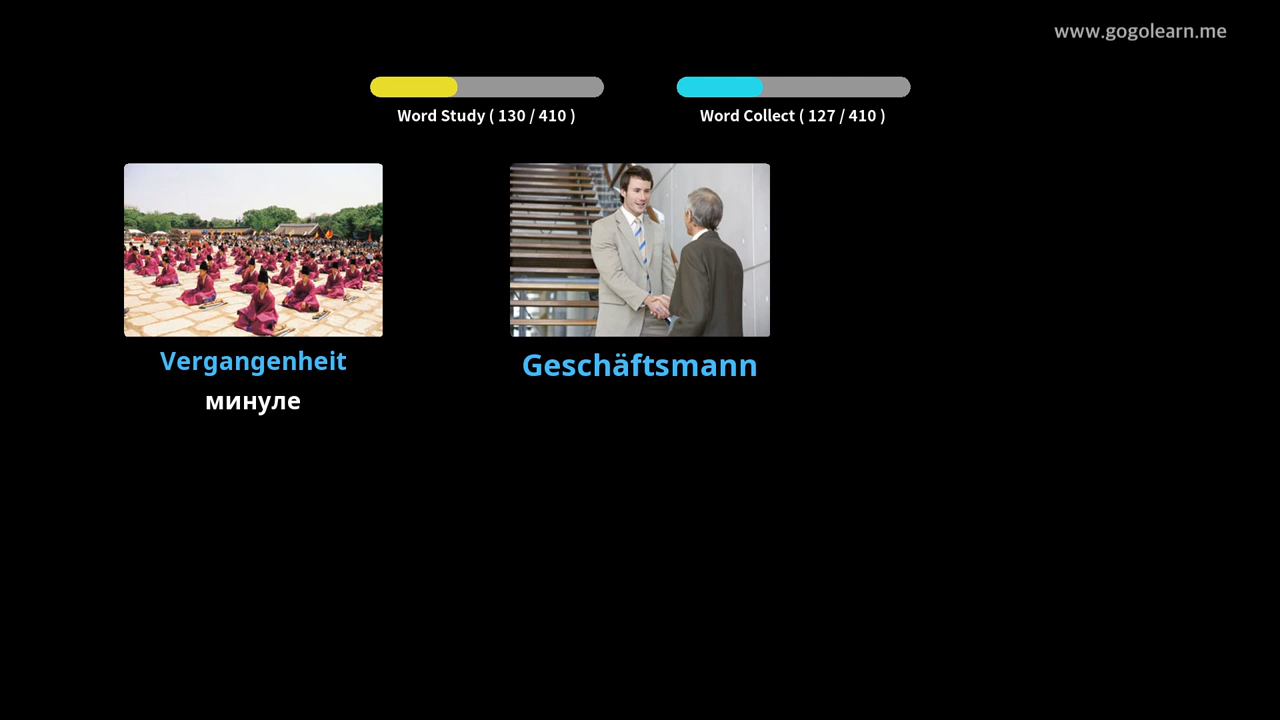 www.gogolearn.me
Word Study ( 130 / 410 )
Word Collect ( 127 / 410 )
Vergangenheit
минуле
Geschäftsmann